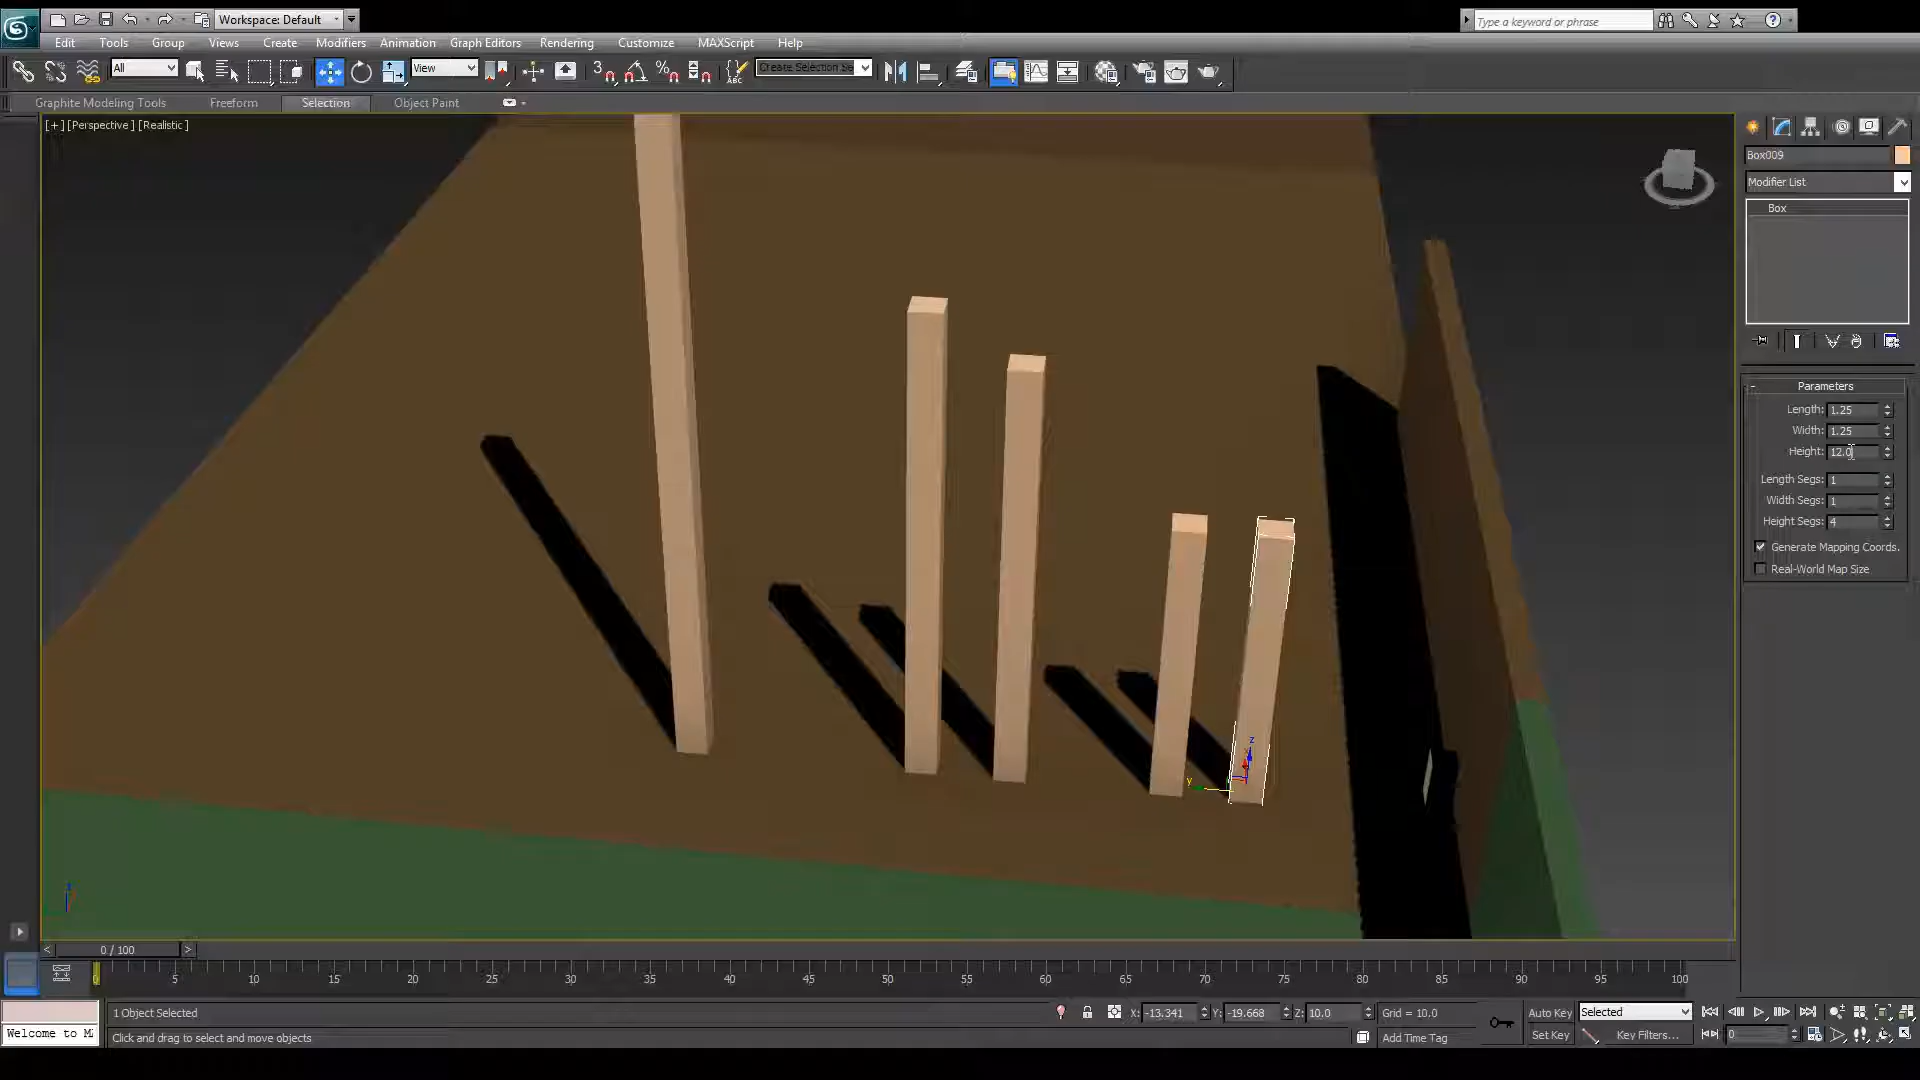 Workspace: Default
Type a keyword or phrase
Edit Tools Group Views Create Modifiers Animation Graph Editors Rendering Customize MAXScript Help
All View Create Selection Se
Graphite Modeling Tools Freeform Selection Object Paint
[+] [Perspective] [Realistic]
Box009
Modifier List
Box
Parameters
Length: 1.25
Width: 1.25
Height: 12.0
Length Segs: 1
Width Segs: 1
Height Segs: 4
Generate Mapping Coords.
Real-World Map Size
z
y
< 0 / 100 >
0 5 10 15 20 25 30 35 40 45 50 55 60 65 70 75 80 85 90 95 100
1 Object Selected X: -13.341 Y: -19.668 Z: 10.0 Grid = 10.0 Auto Key Selected
Welcome to M Click and drag to select and move objects Add Time Tag Set Key Key Filters... 0